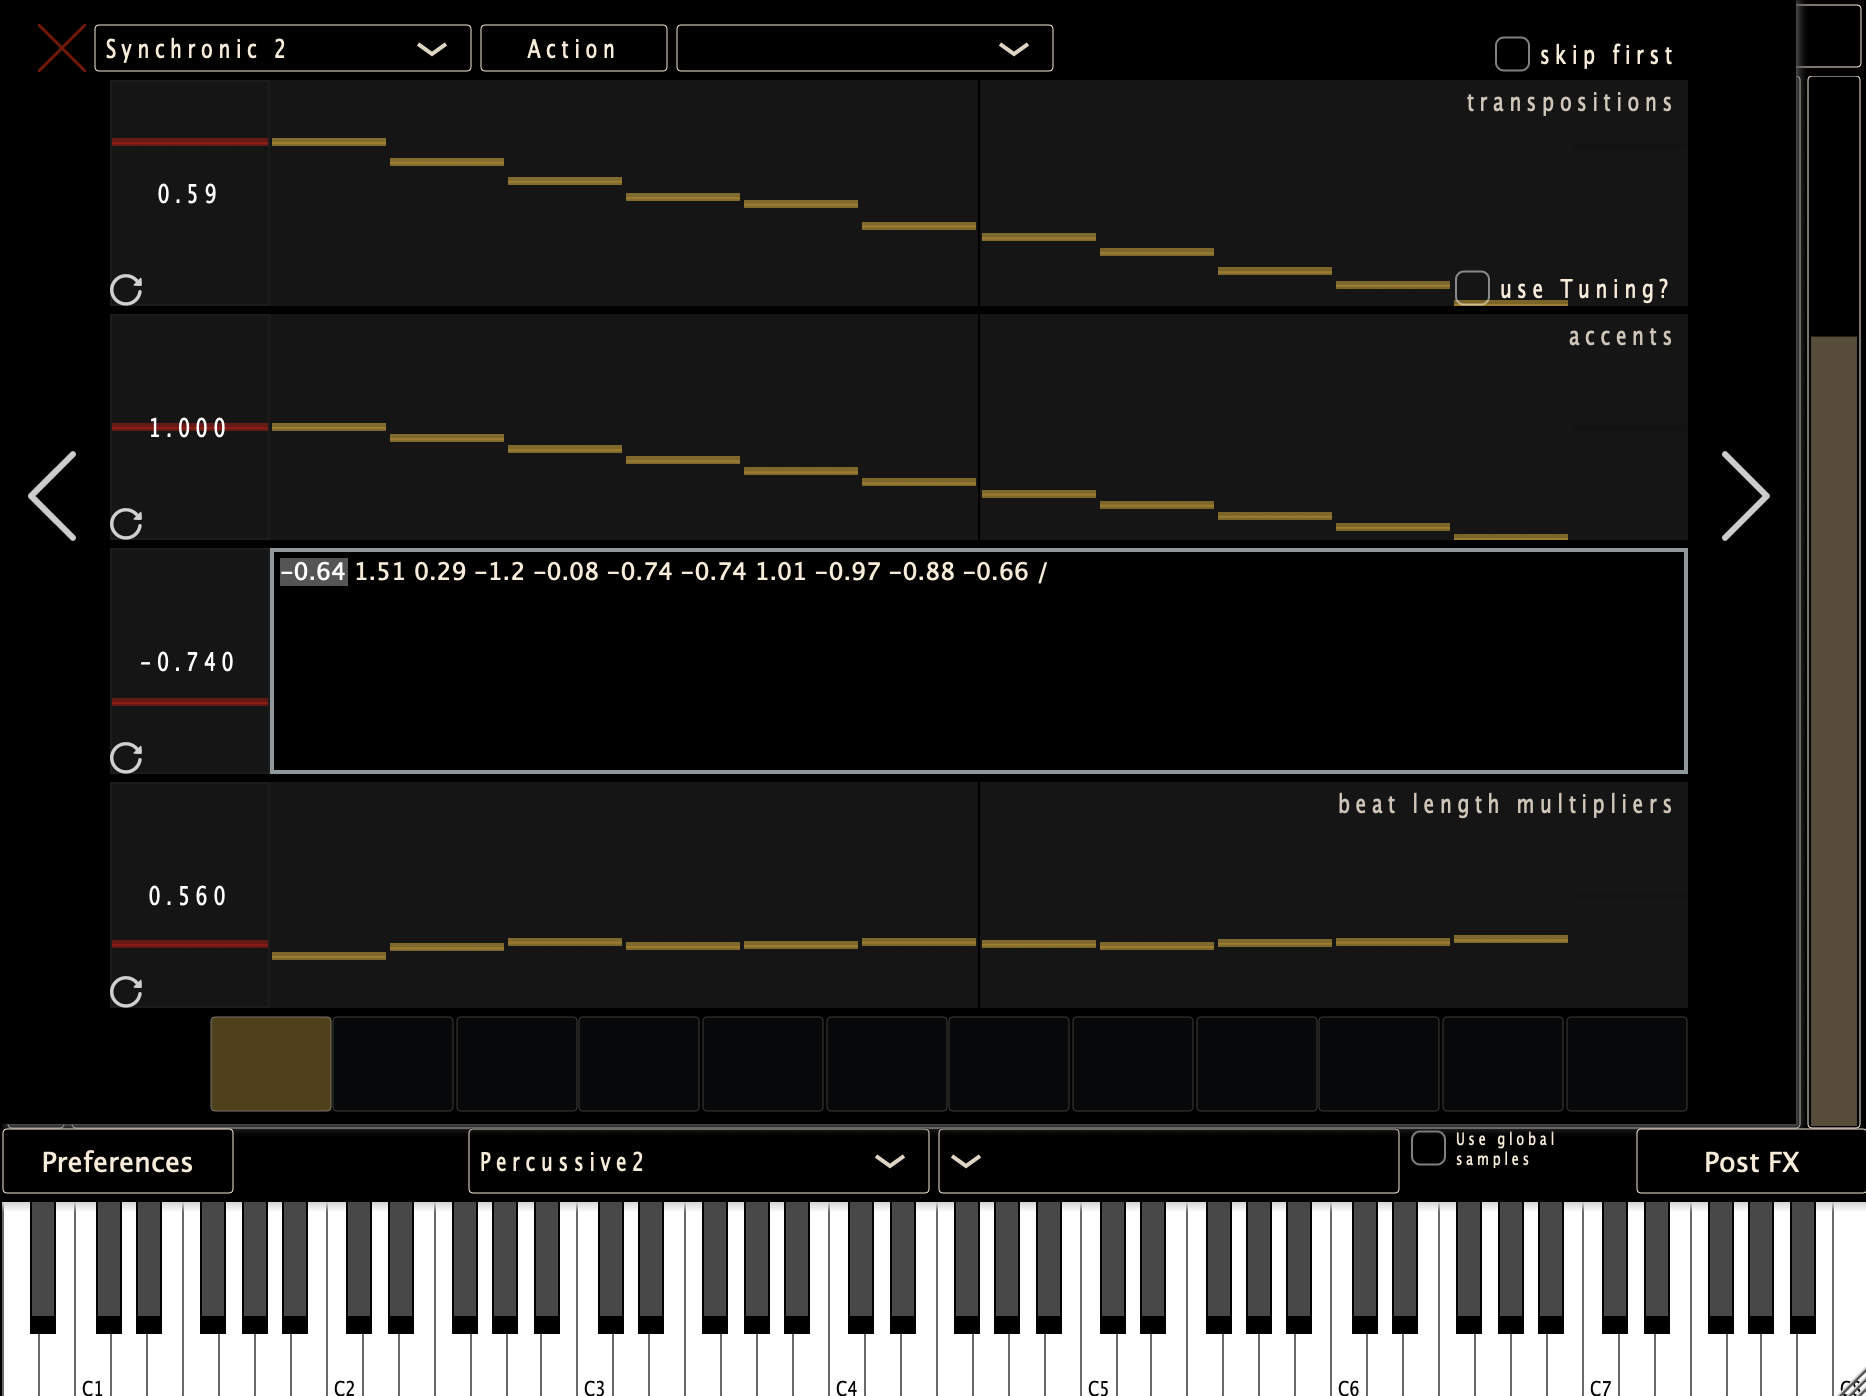 Synchronic 2
Action
skip first
transpositions
0.59
use Tuning?
accents
1.000
-0.64 1.51 0.29 -1.2 -0.08 -0.74 -0.74 1.01 -0.97 -0.88 -0.66 /
-0.740
beat length multipliers
0.560
Preferences
Percussive2
Use global
samples
Post FX
C1 C2 C3 C4 C5 C6 C7